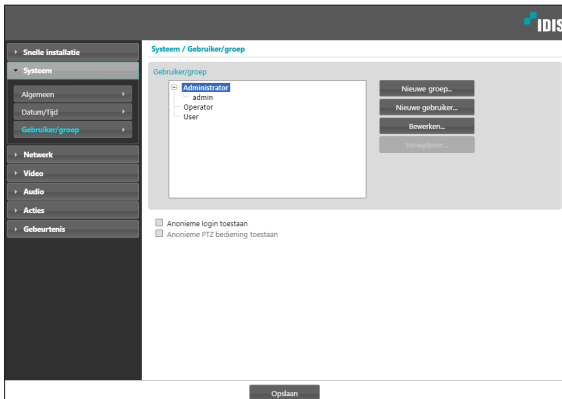 IDIS
Snelle installatie
Systeem
Algemeen
Datum/Tijd
Gebruiker/groep
Netwerk
Video
Audio
Acties
Gebeurtenis
Systeem / Gebruiker/groep
Gebruiker/groep
Administrator
admin
Operator
User
Nieuwe groep...
Nieuwe gebruiker...
Bewerken...
Verwijderen...
Anonieme login toestaan
Anonieme PTZ bediening toestaan
Opslaan